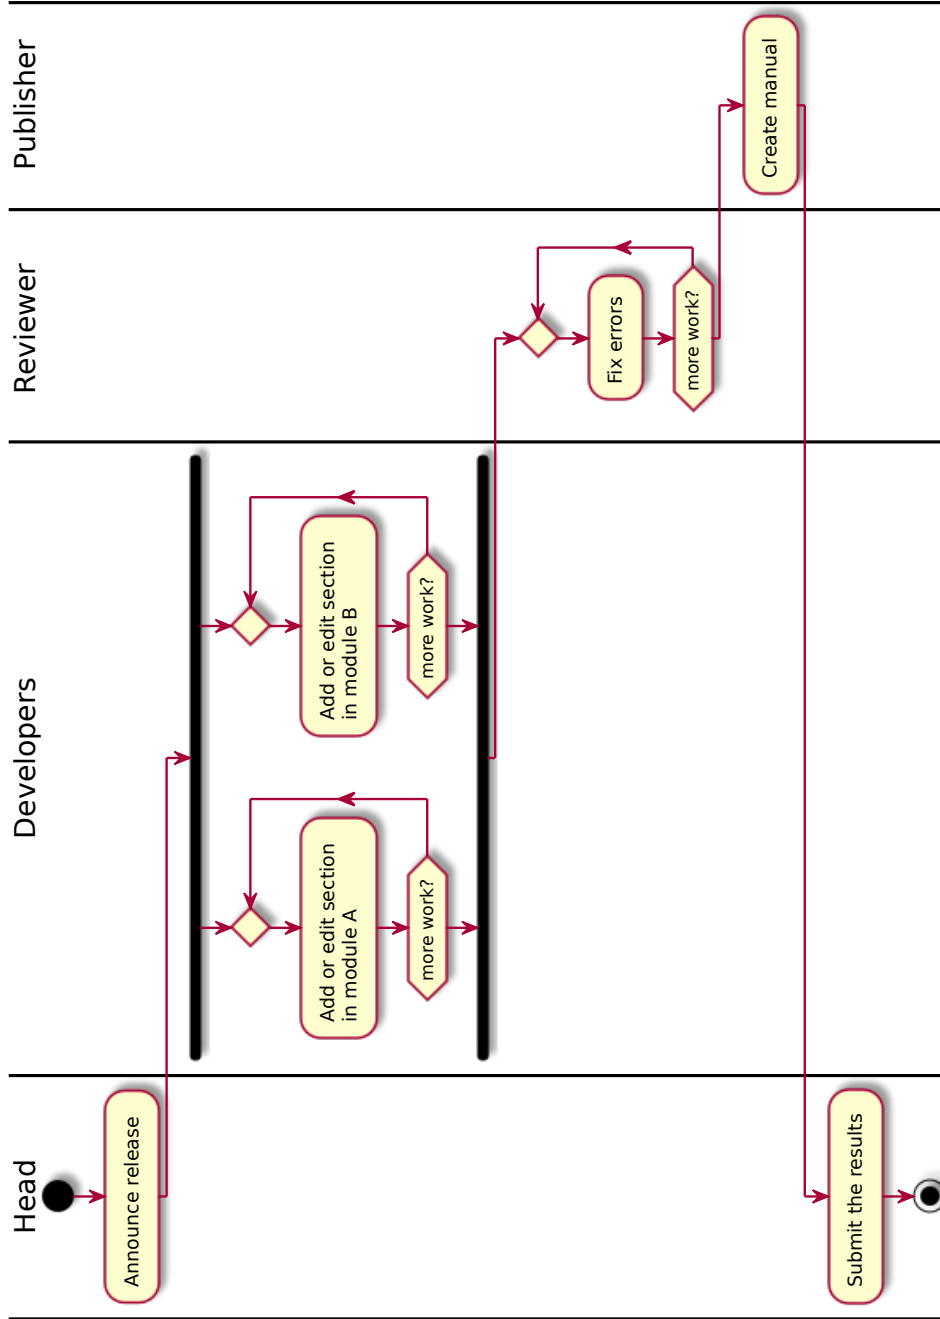 Head
Developers
Reviewer
Publisher
Announce release
Add or edit section
in module A
more work?
Add or edit section
in module B
more work?
Fix errors
more work?
Create manual
Submit the results